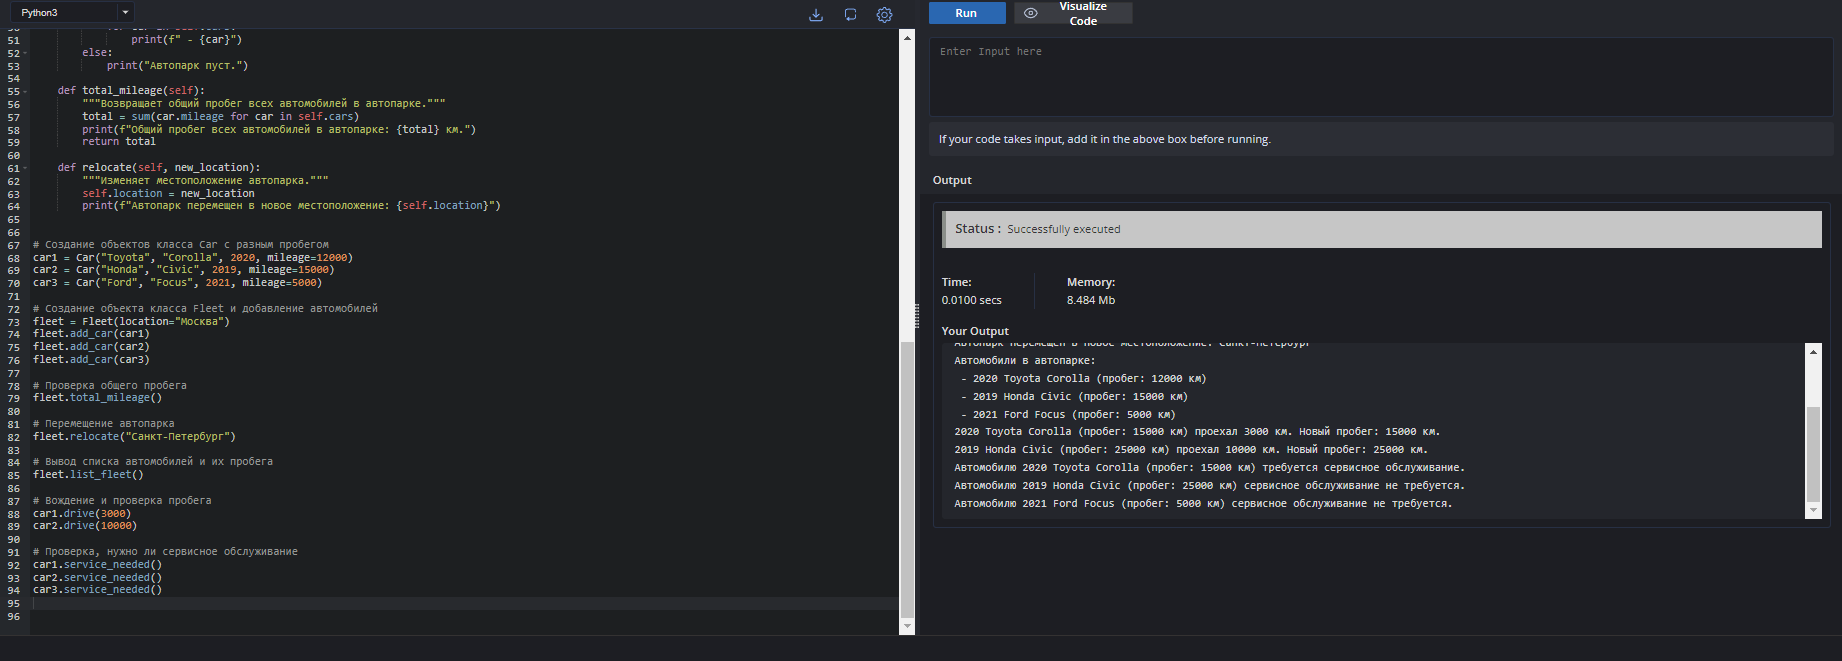 Python3
51 print(f" - {car}")
52 else:
53 print("Автопарк пуст.")
54
55 def total_mileage(self):
56 """Возвращает общий пробег всех автомобилей в автопарке."""
57 total = sum(car.mileage for car in self.cars)
58 print(f"Общий пробег всех автомобилей в автопарке: {total} км.")
59 return total
60
61 def relocate(self, new_location):
62 """Изменяет местоположение автопарка."""
63 self.location = new_location
64 print(f"Автопарк перемещен в новое местоположение: {self.location}")
65
66
67 # Создание объектов класса Car с разным пробегом
68 car1 = Car("Toyota", "Corolla", 2020, mileage=12000)
69 car2 = Car("Honda", "Civic", 2019, mileage=15000)
70 car3 = Car("Ford", "Focus", 2021, mileage=5000)
71
72 # Создание объекта класса Fleet и добавление автомобилей
73 fleet = Fleet(location="Москва")
74 fleet.add_car(car1)
75 fleet.add_car(car2)
76 fleet.add_car(car3)
77
78 # Проверка общего пробега
79 fleet.total_mileage()
80
81 # Перемещение автопарка
82 fleet.relocate("Санкт-Петербург")
83
84 # Вывод списка автомобилей и их пробега
85 fleet.list_fleet()
86
87 # Вождение и проверка пробега
88 car1.drive(3000)
89 car2.drive(10000)
90
91 # Проверка, нужно ли сервисное обслуживание
92 car1.service_needed()
93 car2.service_needed()
94 car3.service_needed()
95
96
Run
Visualize
Code
Enter Input here
If your code takes input, add it in the above box before running.
Output
Status : Successfully executed
Time:
0.0100 secs
Memory:
8.484 Mb
Your Output
Автопарк перемещен в новое местоположение: Санкт-Петербург
Автомобили в автопарке:
- 2020 Toyota Corolla (пробег: 12000 км)
- 2019 Honda Civic (пробег: 15000 км)
- 2021 Ford Focus (пробег: 5000 км)
2020 Toyota Corolla (пробег: 15000 км) проехал 3000 км. Новый пробег: 15000 км.
2019 Honda Civic (пробег: 25000 км) проехал 10000 км. Новый пробег: 25000 км.
Автомобилю 2020 Toyota Corolla (пробег: 15000 км) требуется сервисное обслуживание.
Автомобилю 2019 Honda Civic (пробег: 25000 км) сервисное обслуживание не требуется.
Автомобилю 2021 Ford Focus (пробег: 5000 км) сервисное обслуживание не требуется.